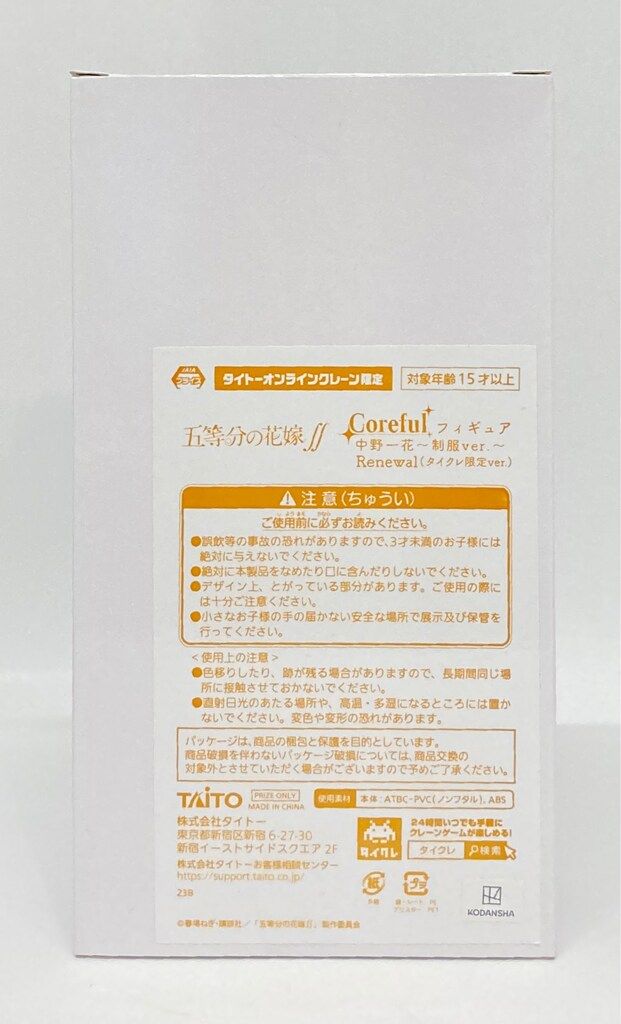 JAIA
プライズ
タイトーオンラインクレーン限定
対象年齢15才以上
五等分の花嫁∬
Coreful フィギュア
中野一花～制服ver.～
Renewal(タイクレ限定ver.)
注意(ちゅうい)
ご使用前に必ずお読みください。
●誤飲等の事故の恐れがありますので、3才未満のお子様には
絶対に与えないでください。
●絶対に本製品をなめたり口に含んだりしないでください。
●デザイン上、とがっている部分があります。ご使用の際に
は十分ご注意ください。
●小さなお子様の手の届かない安全な場所で展示及び保管を
行ってください。
<使用上の注意>
●色移りしたり、跡が残る場合がありますので、長期間同じ場
所に接触させておかないでください。
●直射日光のあたる場所や、高温・多湿になるところには置か
ないでください。変色や変形の恐れがあります。
パッケージは、商品の梱包と保護を目的としています。
商品破損を伴わないパッケージ破損については、商品交換の
対象外とさせていただく場合がございますので予めご了承ください。
TAITO
PRIZE ONLY
MADE IN CHINA
使用素材
本体:ATBC-PVC(ノンフタル)、ABS
株式会社タイトー
東京都新宿区新宿6-27-30
新宿イーストサイドスクエア 2F
株式会社タイトーお客様相談センター
https://support.taito.co.jp/
23B
タイクレ
24時間いつでも手軽に
クレーンゲームが楽しめる!
タイクレ
検索
紙
外箱
プラ
袋・シート PE
ブリスター PET
KODANSHA
©春場ねぎ・講談社/「五等分の花嫁∬」製作委員会